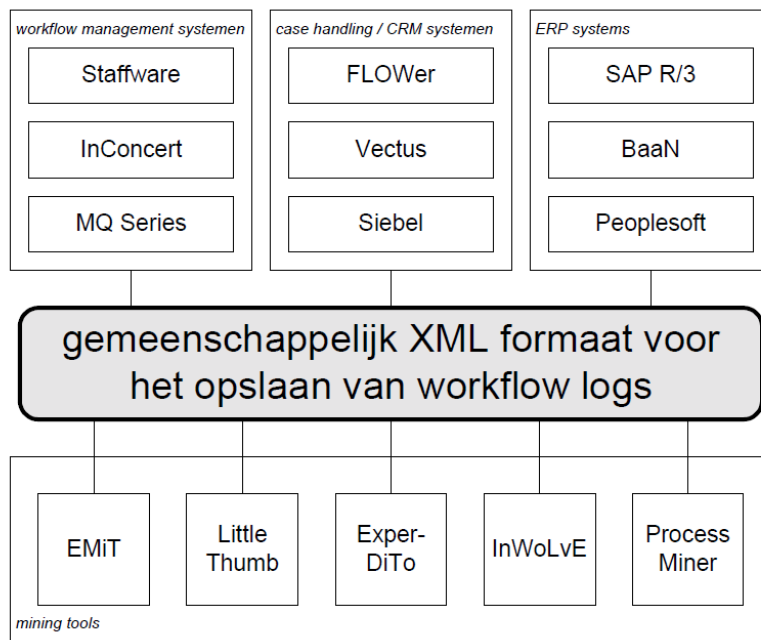 workflow management systemen
Staffware
InConcert
MQ Series
case handling / CRM systemen
FLOWer
Vectus
Siebel
ERP systems
SAP R/3
BaaN
Peoplesoft
gemeenschappelijk XML formaat voor
het opslaan van workflow logs
EMiT
Little
Thumb
Exper-
DiTo
InWoLvE
Process
Miner
mining tools